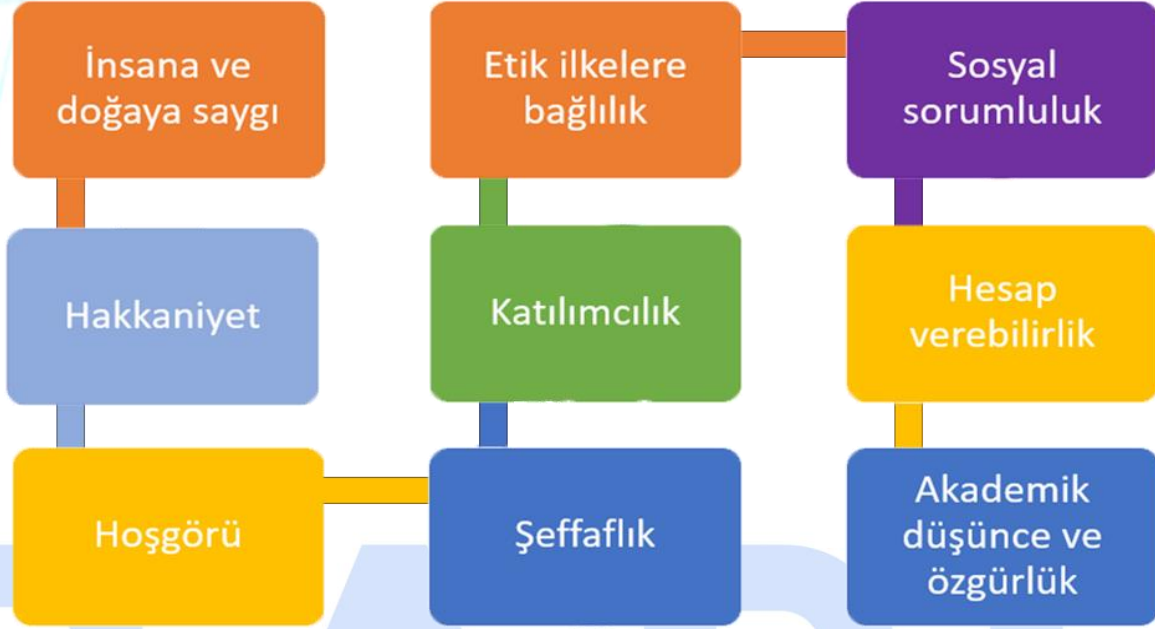 İnsana ve
doğaya saygı
Hakkaniyet
Hoşgörü
Şeffaflık
Katılımcılık
Etik ilkelere
bağlılık
Sosyal
sorumluluk
Hesap
verebilirlik
Akademik
düşünce ve
özgürlük